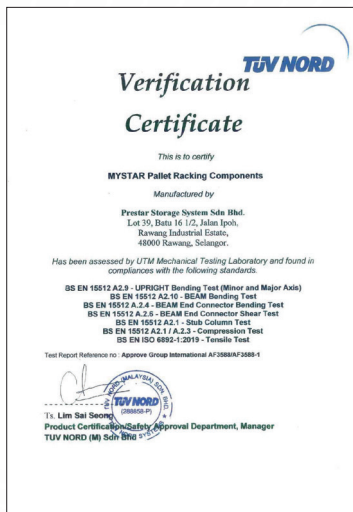 TÜV NORD
Verification
Certificate
This is to certify
MYSTAR Pallet Racking Components
Manufactured by
Prestar Storage System Sdn Bhd.
Lot 39, Batu 16 1/2, Jalan Ipoh,
Rawang Industrial Estate,
48000 Rawang, Selangor.
Has been assessed by UTM Mechanical Testing Laboratory and found in
compliances with the following standards.
BS EN 15512 A2.9 - UPRIGHT Bending Test (Minor and Major Axis)
BS EN 15512 A2.10 - BEAM Bending Test
BS EN 15512 A.2.4 - BEAM End Connector Bending Test
BS EN 15512 A.2.6 - BEAM End Connector Shear Test
BS EN 15512 A2.1 - Stub Column Test
BS EN 15512 A2.1 / A.2.3 - Compression Test
BS EN ISO 6892-1:2019 - Tensile Test
Test Report Reference no : Approve Group International AF3588/AF3588-1
NORD (MALAYSIA) SDN. BHD.
TÜV NORD
(288658-P)
Ts. Lim Sai Seong
Product Certification/Safety Approval Department, Manager
TUV NORD (M) Sdn Bhd